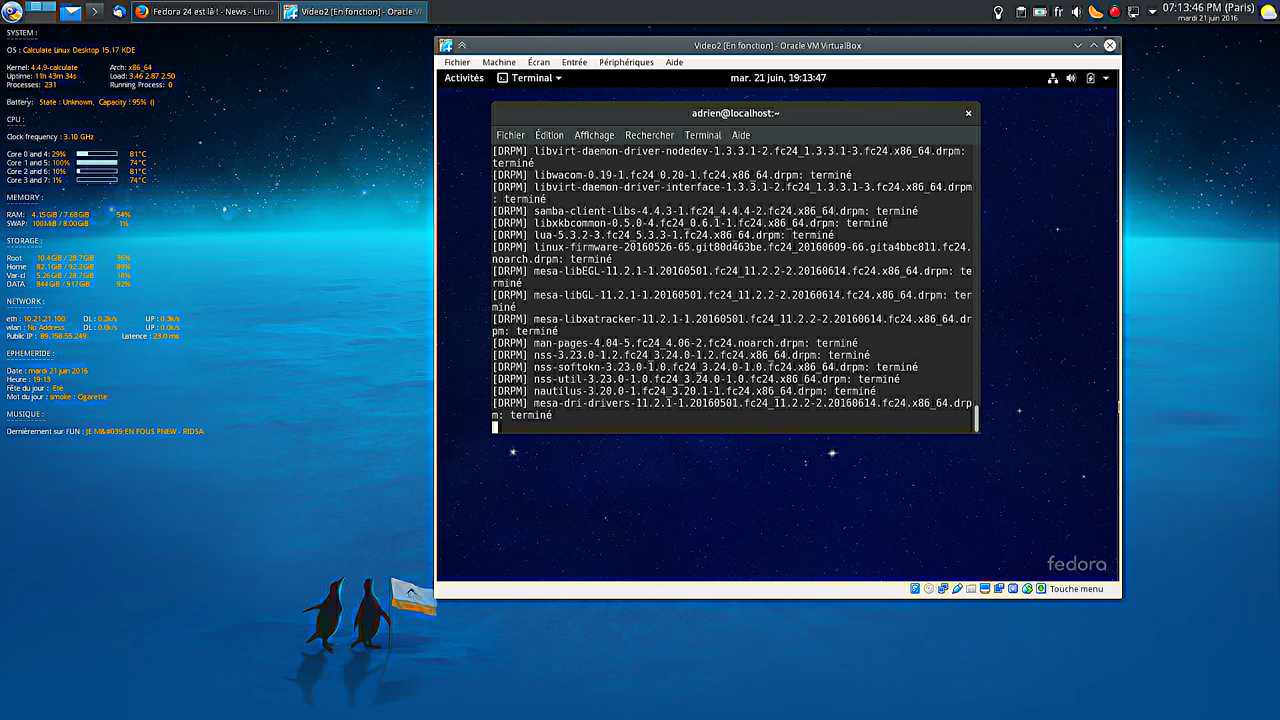 Fedora 24 est là ! - News - Linux
Video2 [En fonction] - Oracle VM
fr
07:13:46 PM (Paris)
mardi 21 juin 2016
SYSTEM :
OS : Calculate Linux Desktop 15.17 KDE
Kernel: 4.4.9-calculate Arch: x86_64
Uptime: 11h 43m 34s Load: 3.46 2.87 2.50
Processes: 231 Running Process: 0
Battery: State : Unknown, Capacity : 95% ()
CPU :
Clock frequency : 3.10 GHz
Core 0 and 4: 29% 81°C
Core 1 and 5: 100% 74°C
Core 2 and 6: 10% 81°C
Core 3 and 7: 1% 74°C
MEMORY :
RAM: 4.15GiB / 7.68GiB 54%
SWAP: 100MiB / 8.00GiB 1%
STORAGE :
Root 10.4GiB / 28.7GiB 36%
Home 82.1GiB / 92.2GiB 89%
Var-cl 5.26GiB / 28.7GiB 18%
DATA 844GiB / 917GiB 92%
NETWORK :
eth : 10.21.21.100 DL : 0.2k/s UP : 0.3k/s
wlan : No Address DL : 0.0k/s UP : 0.0k/s
Public IP : 89.158.55.249 Latence : 23.0 ms
EPHEMERIDE :
Date : mardi 21 juin 2016
Heure : 19:13
Fête du jour : Eté
Mot du jour : smoke : Cigarette
MUSIQUE :
Dernièrement sur FUN : JE M&#039;EN FOUS PNEW - RIDSA
Video2 [En fonction] - Oracle VM VirtualBox
Fichier Machine Écran Entrée Périphériques Aide
Activités Terminal mar. 21 juin, 19:13:47
adrien@localhost:~
Fichier Édition Affichage Rechercher Terminal Aide
[DRPM] libvirt-daemon-driver-nodedev-1.3.3.1-2.fc24_1.3.3.1-3.fc24.x86_64.drpm:
terminé
[DRPM] libwacom-0.19-1.fc24_0.20-1.fc24.x86_64.drpm: terminé
[DRPM] libvirt-daemon-driver-interface-1.3.3.1-2.fc24_1.3.3.1-3.fc24.x86_64.drpm
: terminé
[DRPM] samba-client-libs-4.4.3-1.fc24_4.4.4-2.fc24.x86_64.drpm: terminé
[DRPM] libxkbcommon-0.5.0-4.fc24_0.6.1-1.fc24.x86_64.drpm: terminé
[DRPM] lua-5.3.2-3.fc24_5.3.3-1.fc24.x86_64.drpm: terminé
[DRPM] linux-firmware-20160526-65.git80d463be.fc24_20160609-66.gita4bbc811.fc24.
noarch.drpm: terminé
[DRPM] mesa-libEGL-11.2.1-1.20160501.fc24_11.2.2-2.20160614.fc24.x86_64.drpm: te
rminé
[DRPM] mesa-libGL-11.2.1-1.20160501.fc24_11.2.2-2.20160614.fc24.x86_64.drpm: ter
miné
[DRPM] mesa-libxatracker-11.2.1-1.20160501.fc24_11.2.2-2.20160614.fc24.x86_64.dr
pm: terminé
[DRPM] man-pages-4.04-5.fc24_4.06-2.fc24.noarch.drpm: terminé
[DRPM] nss-3.23.0-1.2.fc24_3.24.0-1.2.fc24.x86_64.drpm: terminé
[DRPM] nss-softokn-3.23.0-1.0.fc24_3.24.0-1.0.fc24.x86_64.drpm: terminé
[DRPM] nss-util-3.23.0-1.0.fc24_3.24.0-1.0.fc24.x86_64.drpm: terminé
[DRPM] nautilus-3.20.0-1.fc24_3.20.1-1.fc24.x86_64.drpm: terminé
[DRPM] mesa-dri-drivers-11.2.1-1.20160501.fc24_11.2.2-2.20160614.fc24.x86_64.drp
m: terminé
fedora
Touche menu